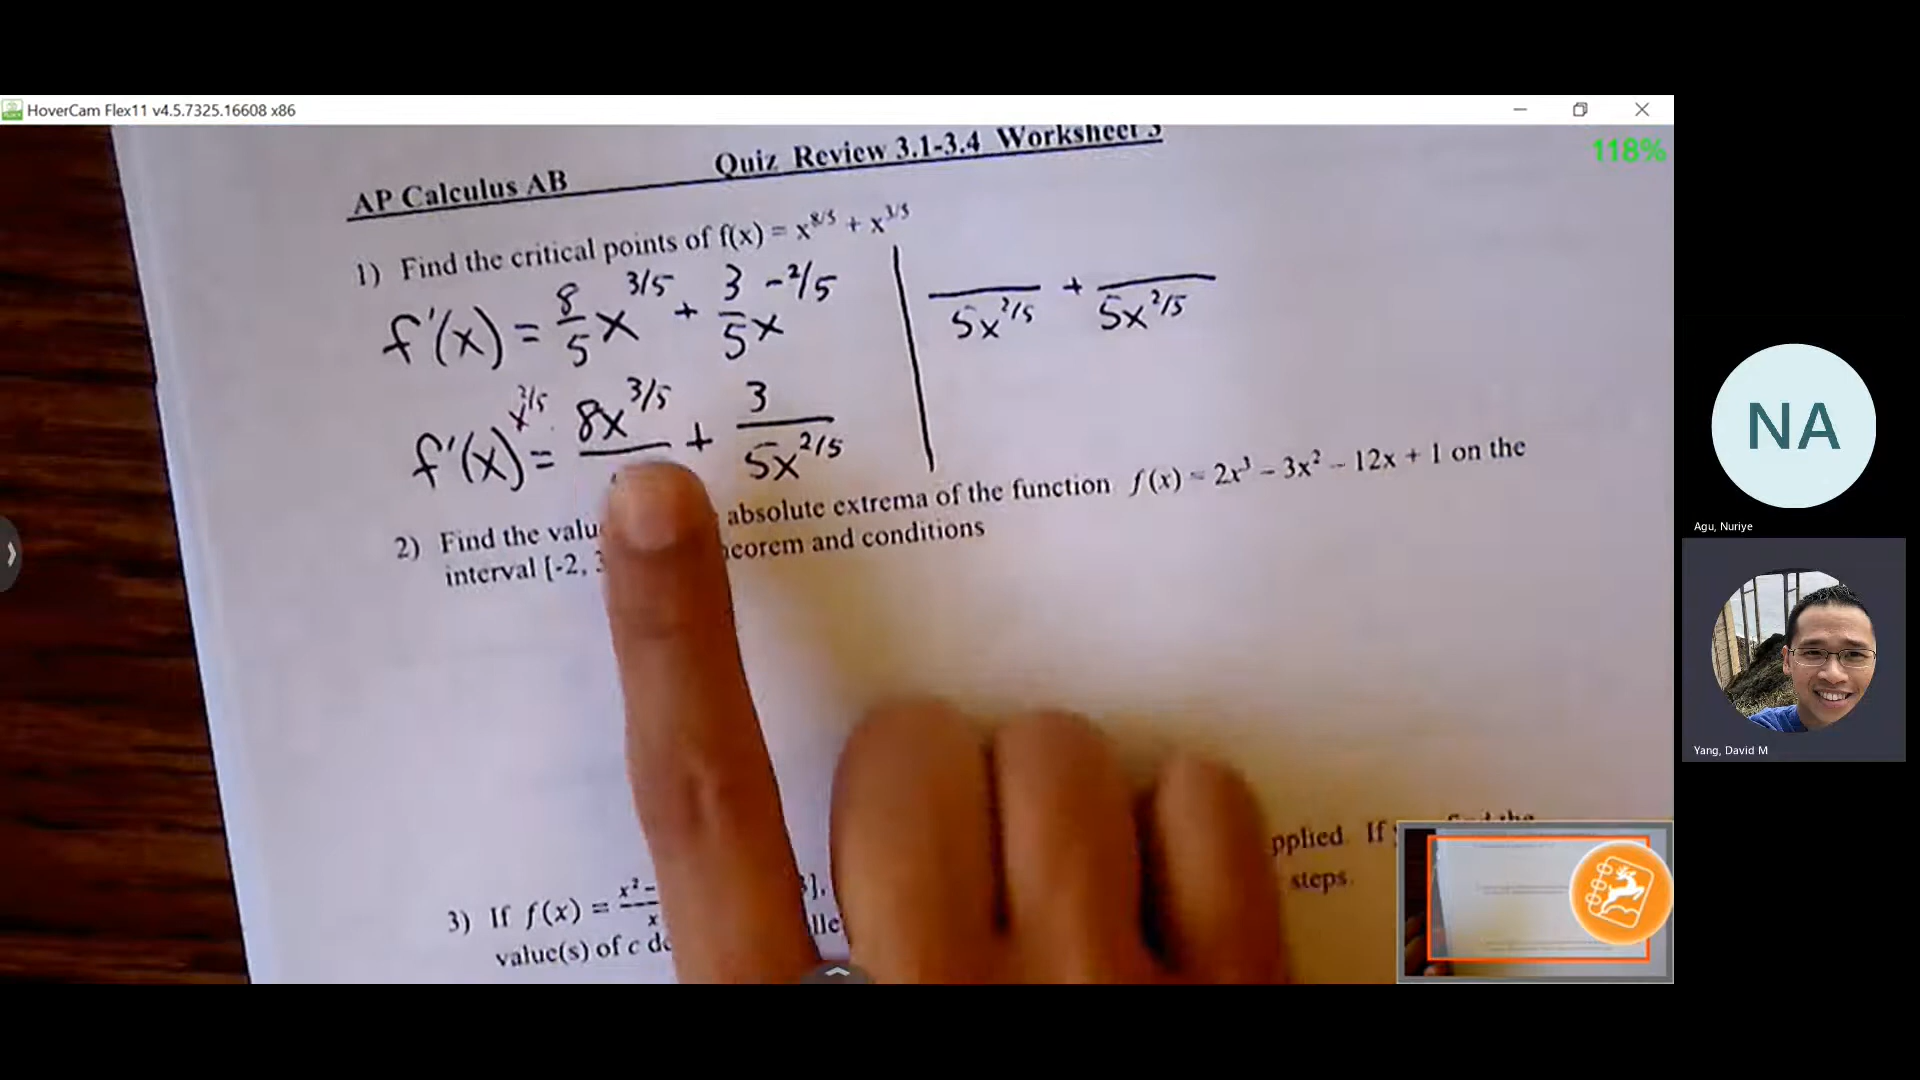 HoverCam Flex11 v4.5.7325.16608 x86
118%
AP Calculus AB Quiz Review 3.1-3.4 Worksheet 3
1) Find the critical points of f(x) = x^{8/5} + x^{3/5}
f'(x) = 8/5 x^{3/5} + 3/5 x^{-2/5}
/5x^{2/5} + /5x^{2/5}
x^{2/5}
f'(x) = 8x^{3/5}/ + 3/5x^{2/5}
2) Find the absolute extrema of the function f(x) = 2x³ − 3x² − 12x + 1 on the
interval [-2, and conditions
pplied. If
3) If f(x) = x² − / x steps.
value(s) of c
NA
Agu, Nuriye
Yang, David M